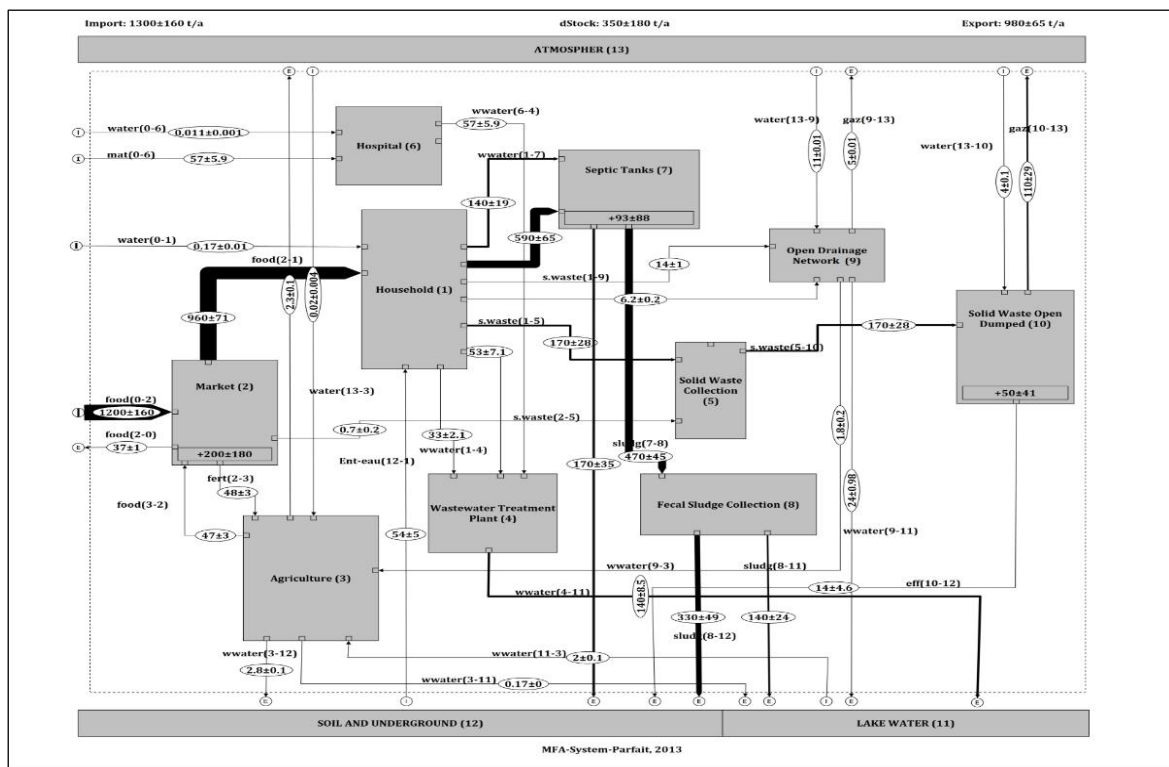 Import: 1300±160 t/a
dStock: 350±180 t/a
Export: 980±65 t/a
ATMOSPHER (13)
E
I
I
E
I
E
wwater(6-4)
57±5.9
water(13-9)
gaz(9-13)
gaz(10-13)
I
water(0-6)
0,011±0.001
Hospital (6)
I
mat(0-6)
57±5.9
wwater(1-7)
Septic Tanks (7)
11±0.01
5±0.01
water(13-10)
4±0.1
110±29
140±19
+93±88
water(0-1)
0,17±0.01
590±65
food(2-1)
14±1
Open Drainage
Network (9)
2.3±0.1
0.02±0.004
Household (1)
s.waste(1-9)
6.2±0.2
960±71
s.waste(1-5)
170±28
170±28
Solid Waste Open
Dumped (10)
53±7.1
s.waste(5-10)
Market (2)
water(13-3)
Solid Waste
Collection
(5)
food(0-2)
1200±160
s.waste(2-5)
0.7±0.2
+50±41
1.8±0.2
food(2-0)
E
37±1
33±2.1
+200±180
Ent-eau(12-1)
wwater(1-4)
sludg(7-8)
470±45
170±35
fert(2-3)
48±3
food(3-2)
Wastewater Treatment
Plant (4)
Fecal Sludge Collection (8)
24±0.98
wwater(9-11)
47±3
54±5
Agriculture (3)
wwater(9-3)
sludg(8-11)
eff(10-12)
wwater(4-11)
140±8.5
14±4.6
330±49
140±24
sludg(8-12)
wwater(3-12)
2.8±0.1
wwater(11-3)
2±0.1
wwater(3-11)
0.17±0
E
I
E
E
E
E
E
I
E
E
SOIL AND UNDERGROUND (12)
LAKE WATER (11)
MFA-System-Parfait, 2013